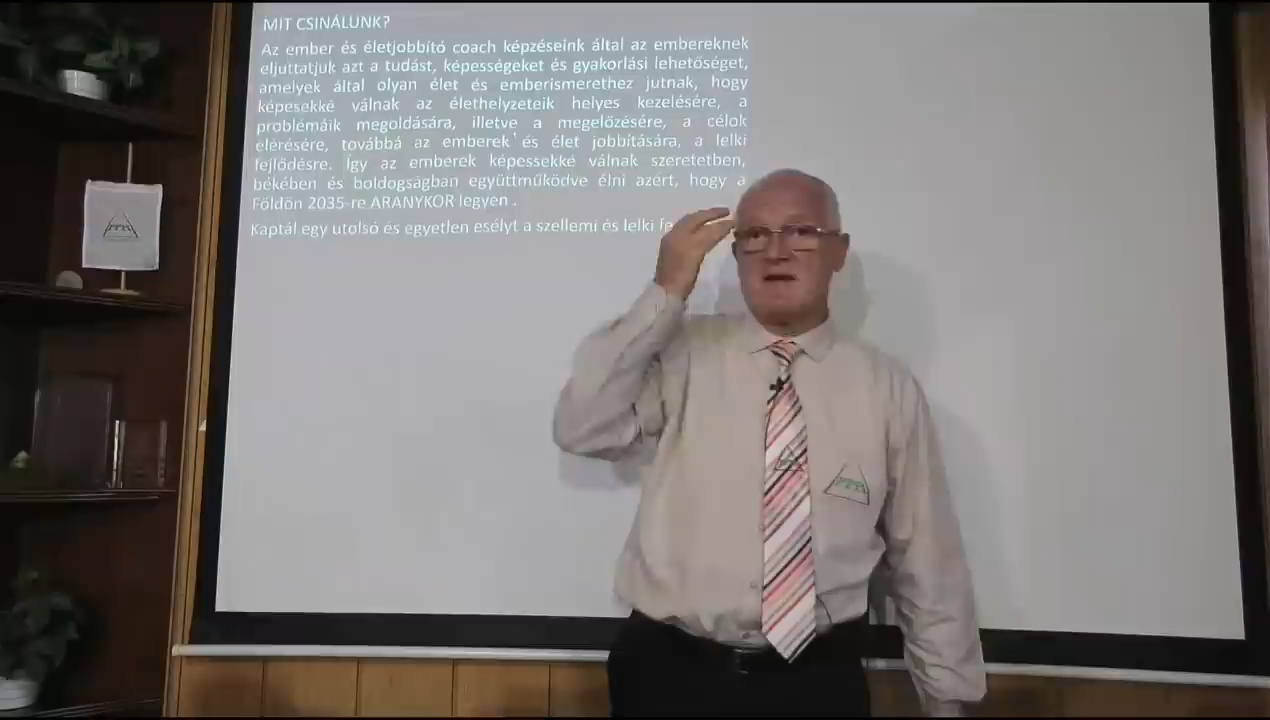 MIT CSINÁLUNK?
Az ember és életjobbító coach képzéseink által az embereknek
eljuttatjuk azt a tudást, képességeket és gyakorlási lehetőséget,
amelyek által olyan élet és emberismerethez jutnak, hogy
képesekké válnak az élethelyzeteik helyes kezelésére, a
problémáik megoldására, illetve a megelőzésére, a célok
elérésére, továbbá az emberek és élet jobbítására, a lelki
fejlődésre. Így az emberek képessekké válnak szeretetben,
békében és boldogságban együttműködve élni azért, hogy a
Földön 2035-re ARANYKOR legyen .
Kaptál egy utolsó és egyetlen esélyt a szellemi és lelki fe